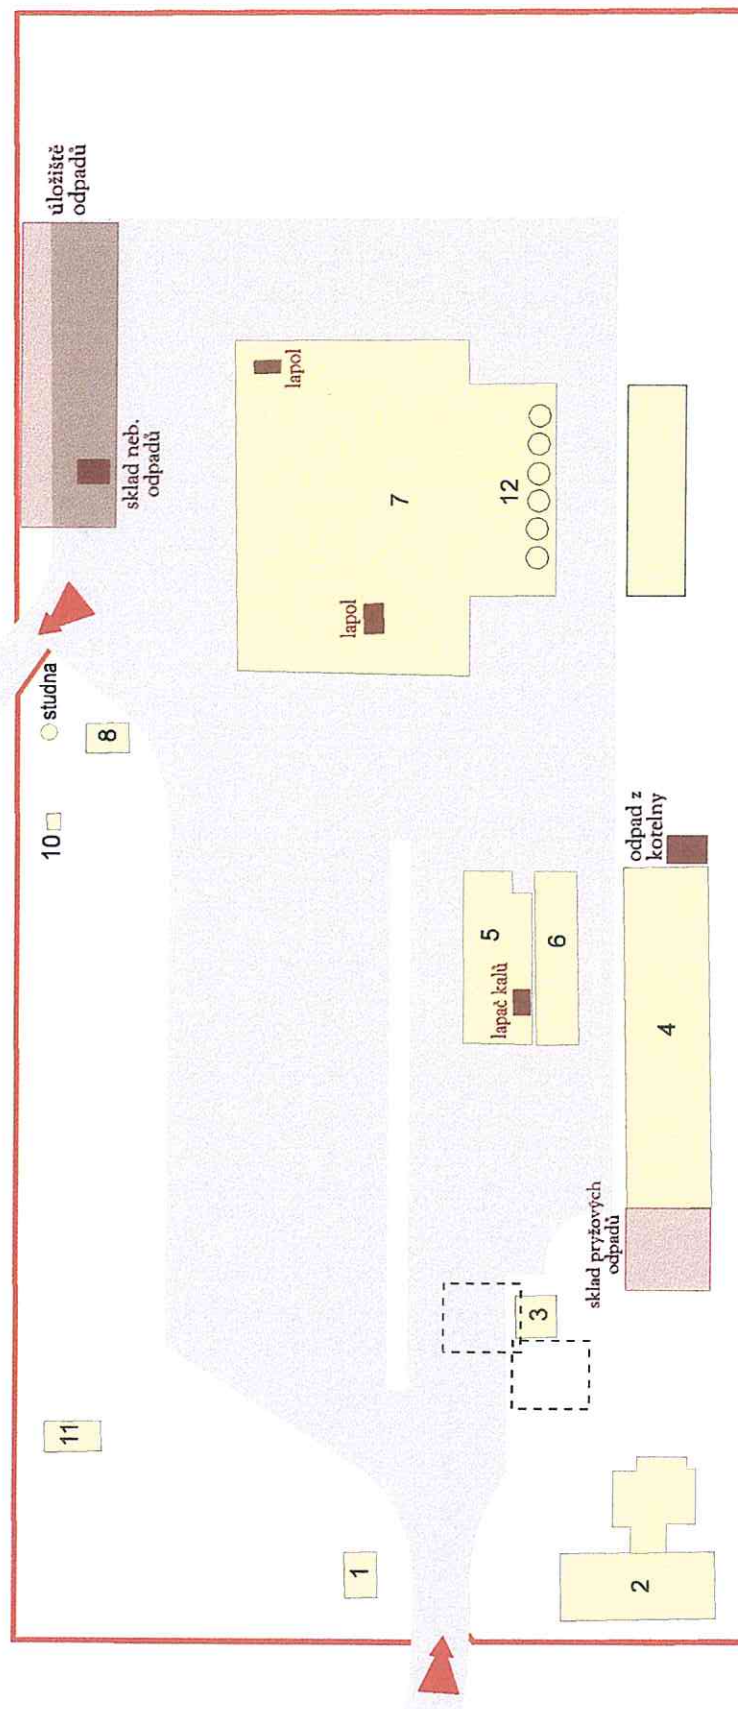 úložiště
odpadů
sklad neb.
odpadů
lapol
lapol
7
12
studna
8
10
odpad z
kotelny
5
lapač kalů
6
4
sklad pryžových
odpadů
3
11
1
2